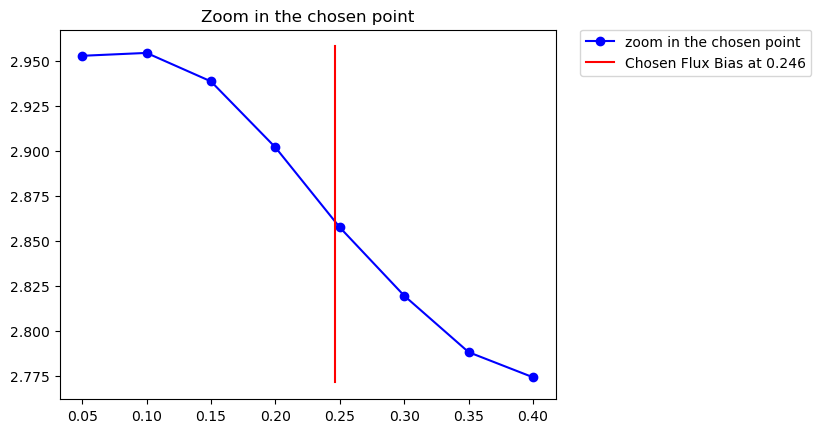 Zoom in the chosen point
zoom in the chosen point
Chosen Flux Bias at 0.246
2.950
2.925
2.900
2.875
2.850
2.825
2.800
2.775
0.05 0.10 0.15 0.20 0.25 0.30 0.35 0.40